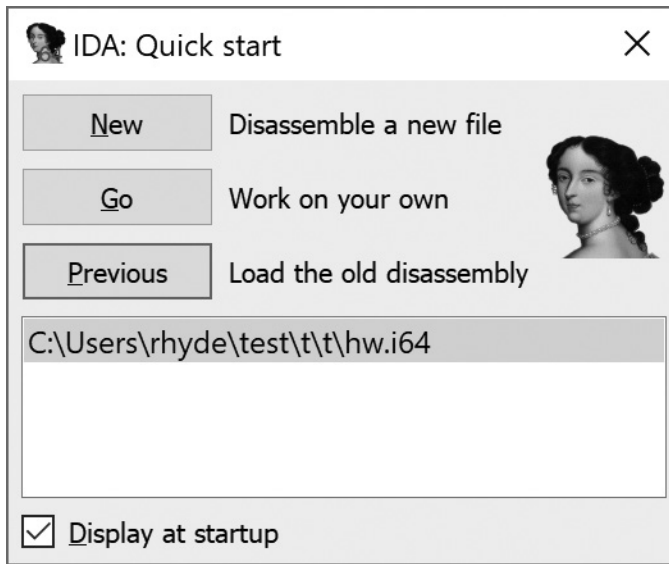 IDA: Quick start
New Disassemble a new file
Go Work on your own
Previous Load the old disassembly
C:\Users\rhyde\test\t\t\hw.i64
Display at startup